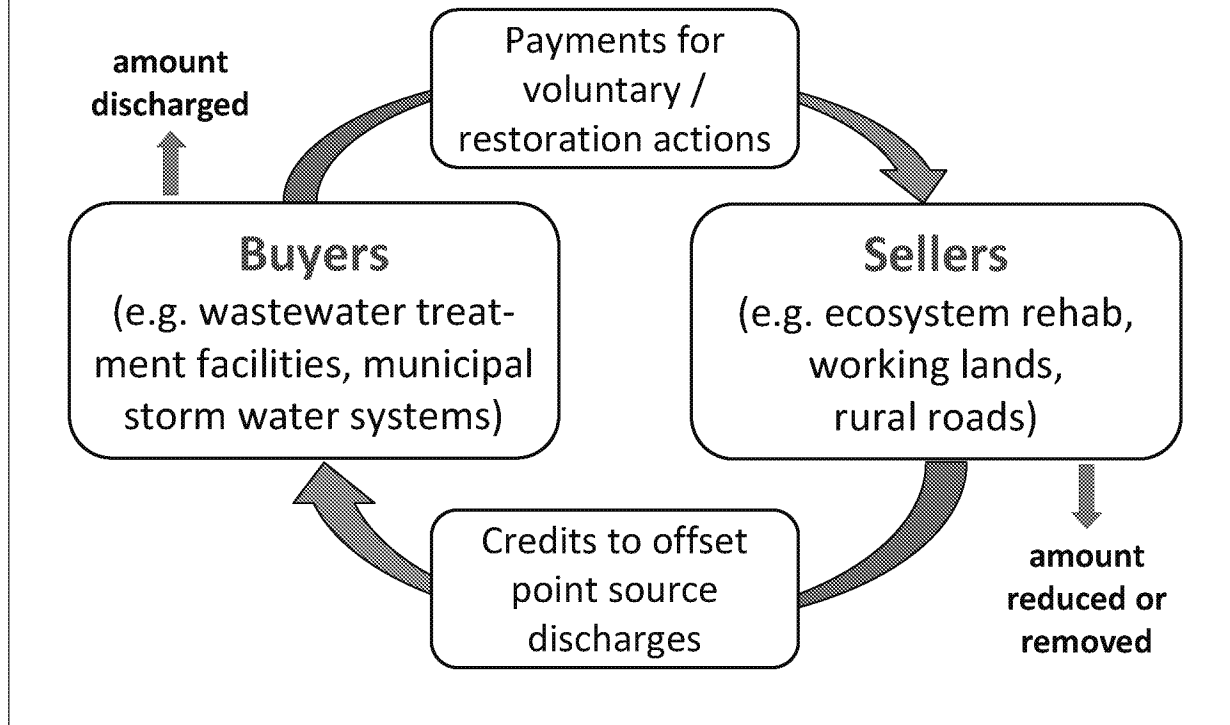 amount
discharged
Payments for
voluntary /
restoration actions
Buyers
(e.g. wastewater treat-
ment facilities, municipal
storm water systems)
Sellers
(e.g. ecosystem rehab,
working lands,
rural roads)
Credits to offset
point source
discharges
amount
reduced or
removed